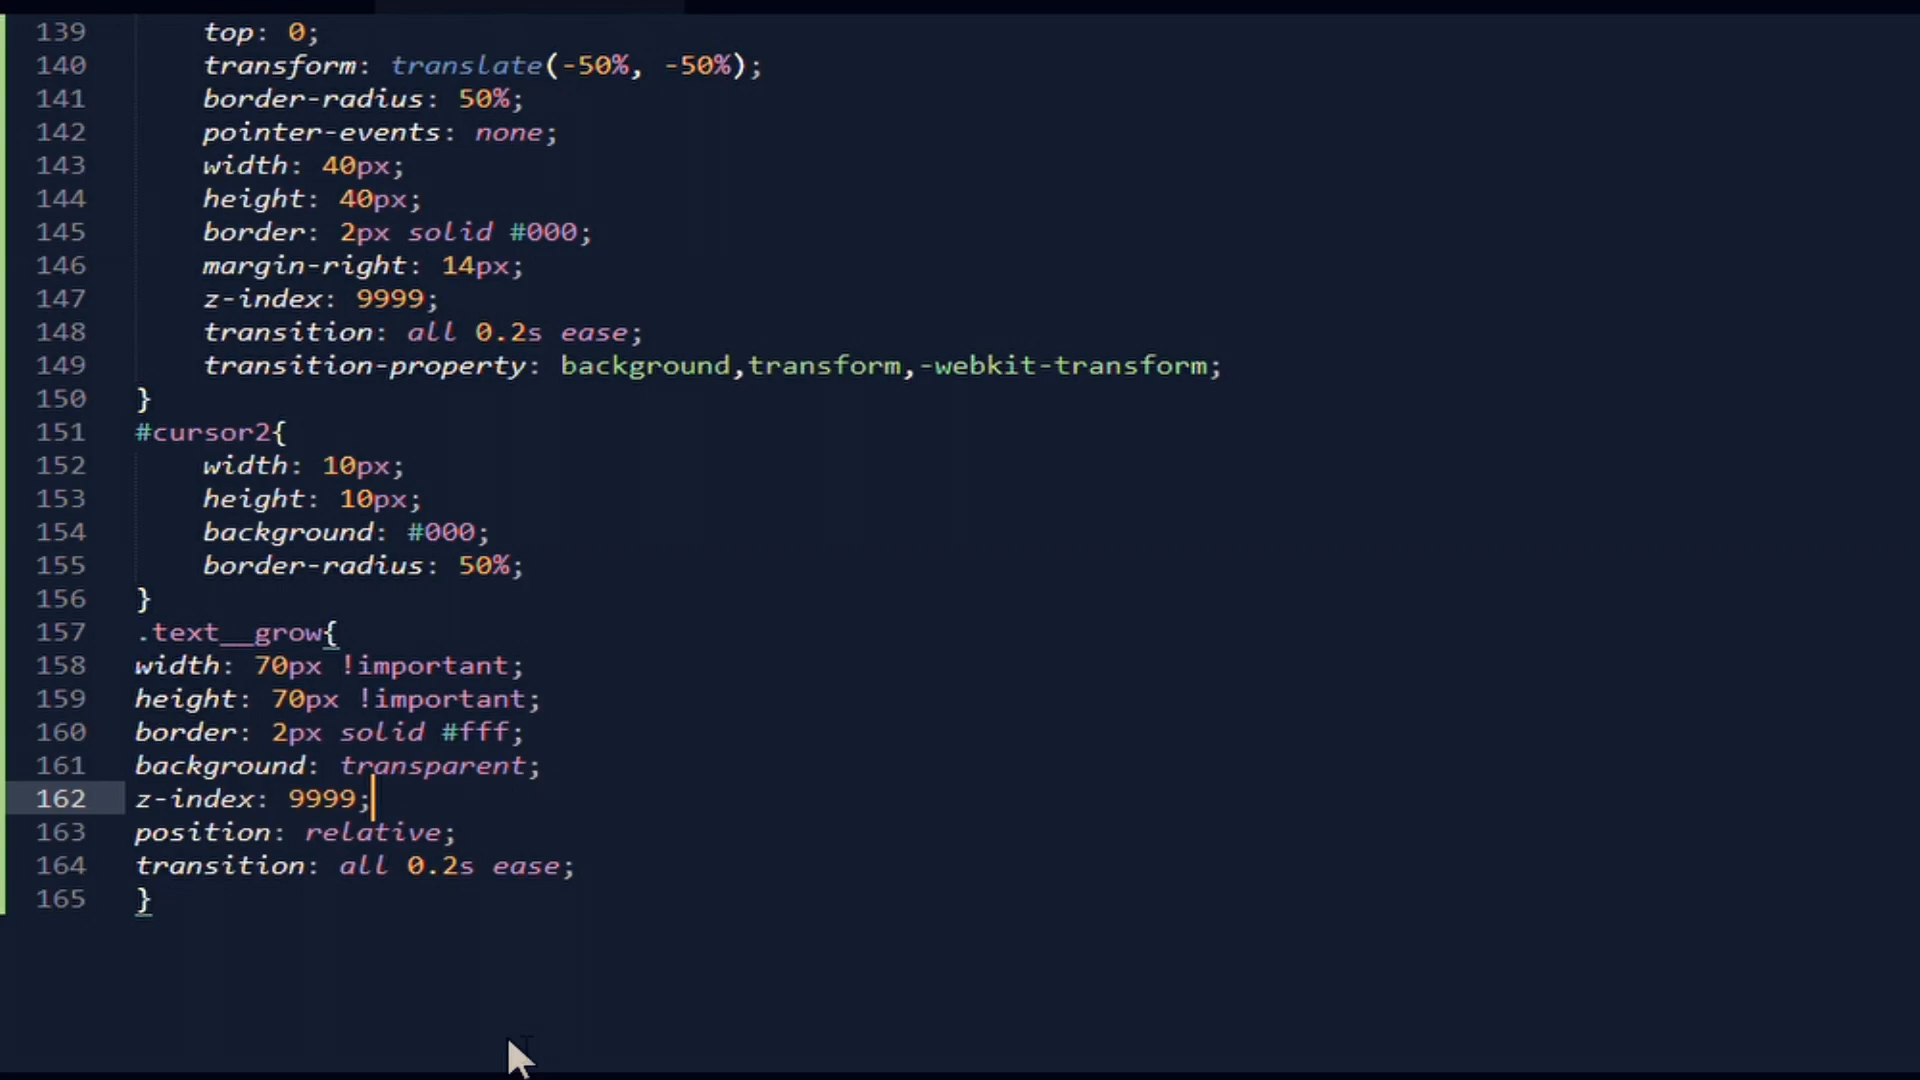 139 top: 0;
140 transform: translate(-50%, -50%);
141 border-radius: 50%;
142 pointer-events: none;
143 width: 40px;
144 height: 40px;
145 border: 2px solid #000;
146 margin-right: 14px;
147 z-index: 9999;
148 transition: all 0.2s ease;
149 transition-property: background,transform,-webkit-transform;
150 }
151 #cursor2{
152 width: 10px;
153 height: 10px;
154 background: #000;
155 border-radius: 50%;
156 }
157 .text__grow{
158 width: 70px !important;
159 height: 70px !important;
160 border: 2px solid #fff;
161 background: transparent;
162 z-index: 9999;
163 position: relative;
164 transition: all 0.2s ease;
165 }